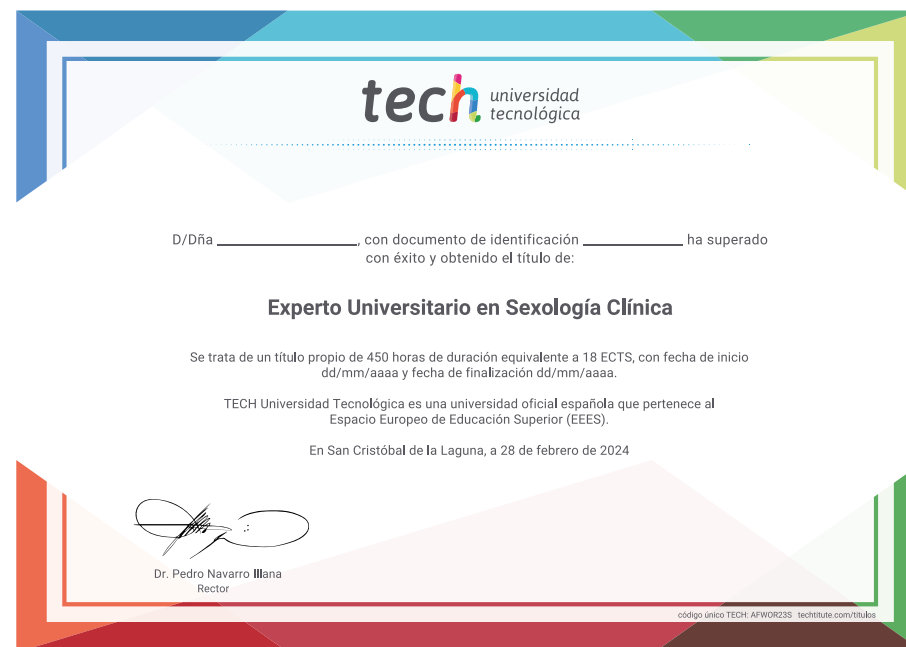 tech universidad
tecnológica
D/Dña ________________, con documento de identificación ____________ ha superado
con éxito y obtenido el título de:
Experto Universitario en Sexología Clínica
Se trata de un título propio de 450 horas de duración equivalente a 18 ECTS, con fecha de inicio
dd/mm/aaaa y fecha de finalización dd/mm/aaaa.
TECH Universidad Tecnológica es una universidad oficial española que pertenece al
Espacio Europeo de Educación Superior (EEES).
En San Cristóbal de la Laguna, a 28 de febrero de 2024
Dr. Pedro Navarro Illana
Rector
código único TECH: AFWOR23S techtitute.com/titulos